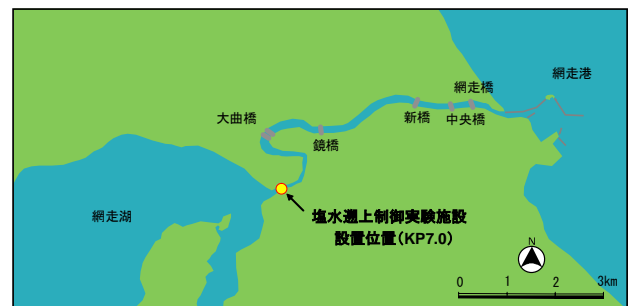 網走橋
網走港
大曲橋
新橋
中央橋
鏡橋
網走湖
塩水遡上制御実験施設
設置位置(KP7.0)
N
0 1 2 3km